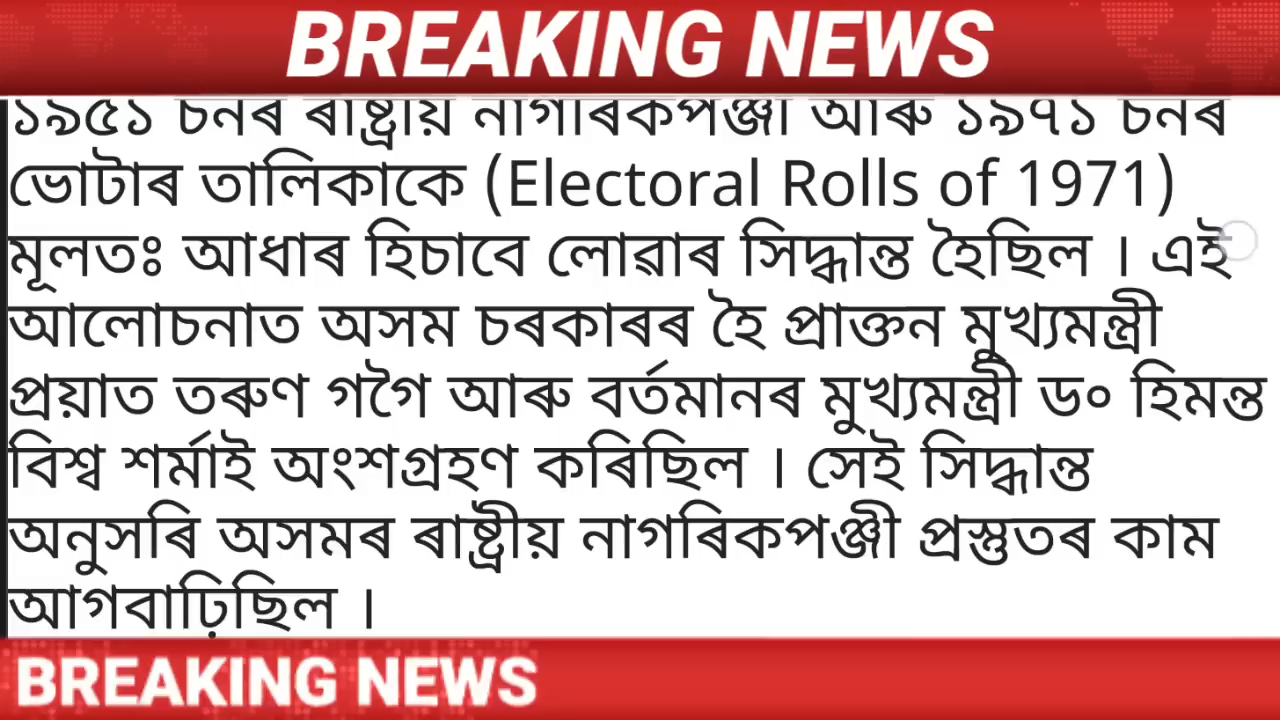 BREAKING NEWS
১৯৫১ চনৰ ৰাষ্ট্ৰীয় নাগৰিকপঞ্জী আৰু ১৯৭১ চনৰ
ভোটাৰ তালিকাকে (Electoral Rolls of 1971)
মূলতঃ আধাৰ হিচাবে লোৱাৰ সিদ্ধান্ত হৈছিল । এই
আলোচনাত অসম চৰকাৰৰ হৈ প্ৰাক্তন মুখ্যমন্ত্ৰী
প্ৰয়াত তৰুণ গগৈ আৰু বৰ্তমানৰ মুখ্যমন্ত্ৰী ড০ হিমন্ত
বিশ্ব শৰ্মাই অংশগ্ৰহণ কৰিছিল । সেই সিদ্ধান্ত
অনুসৰি অসমৰ ৰাষ্ট্ৰীয় নাগৰিকপঞ্জী প্ৰস্তুতৰ কাম
আগবাঢ়িছিল ।
BREAKING NEWS